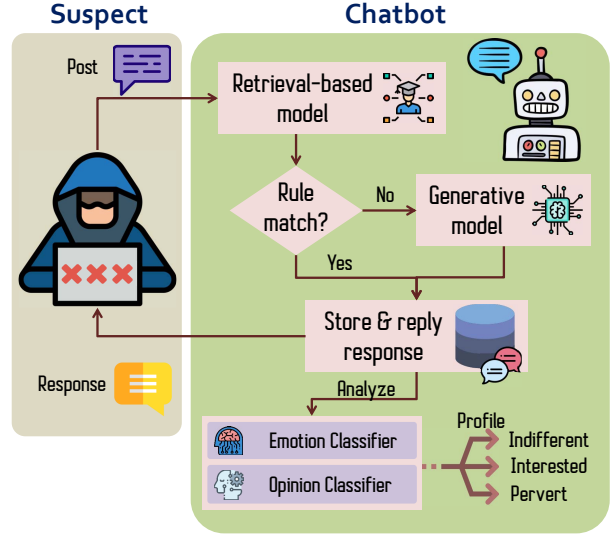 Suspect
Chatbot
Post
Retrieval-based
model
Rule
match?
No
Generative
model
Yes
Store & reply
response
Response
Analyze
Emotion Classifier
Opinion Classifier
Profile
Indifferent
Interested
Pervert